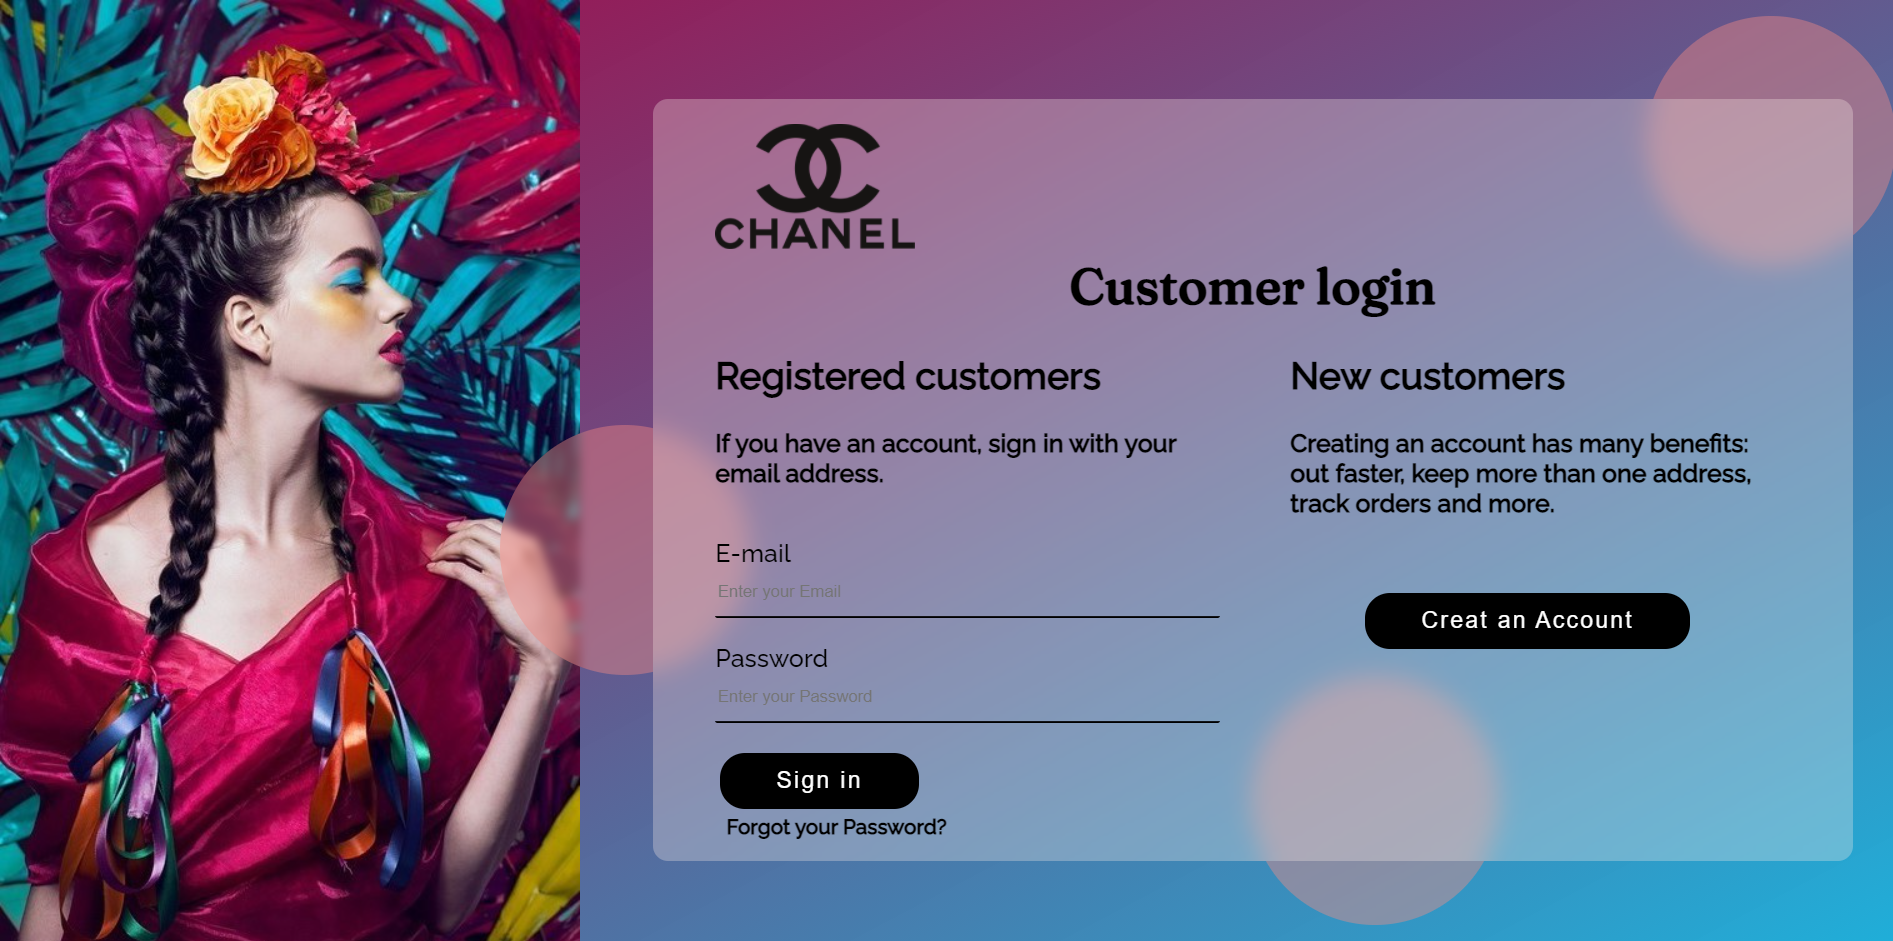 CHANEL
Customer login
Registered customers
If you have an account, sign in with your
email address.
E-mail
Enter your Email
Password
Enter your Password
Sign in
Forgot your Password?
New customers
Creating an account has many benefits:
out faster, keep more than one address,
track orders and more.
Creat an Account